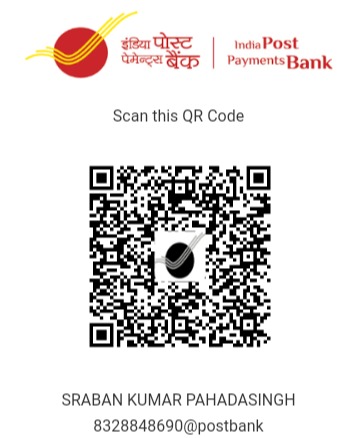 इंडिया पोस्ट
पेमेन्ट्स बैंक
India Post
Payments Bank
Scan this QR Code
SRABAN KUMAR PAHADASINGH
8328848690@postbank